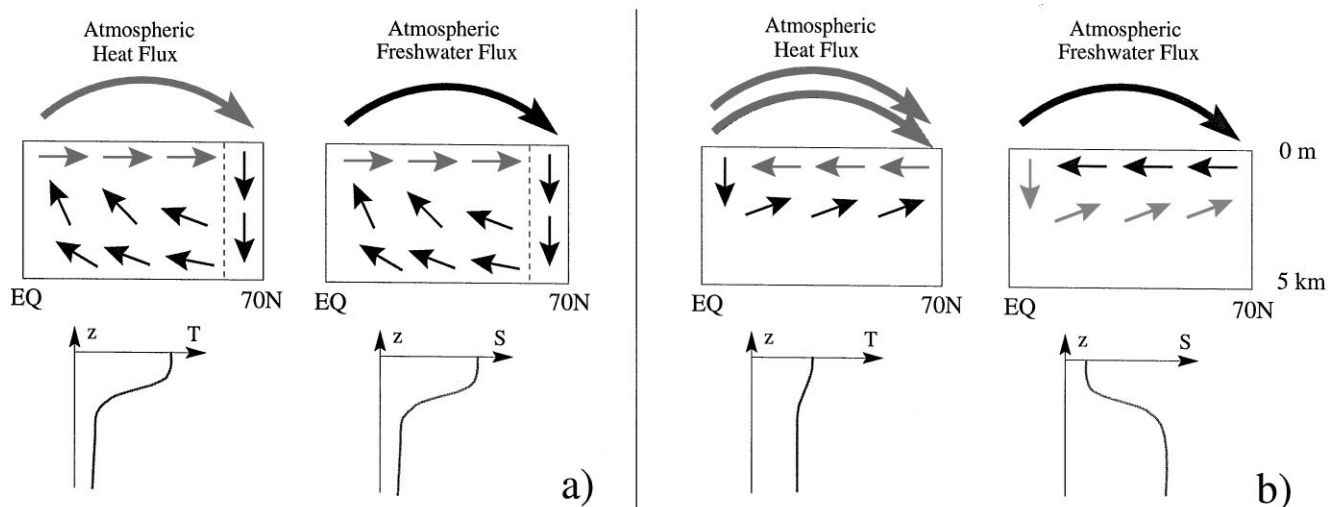 Atmospheric
Heat Flux
Atmospheric
Freshwater Flux
EQ
70N
EQ
70N
z
T
z
S
a)
Atmospheric
Heat Flux
Atmospheric
Freshwater Flux
0 m
5 km
EQ
70N
EQ
70N
z
T
z
S
b)